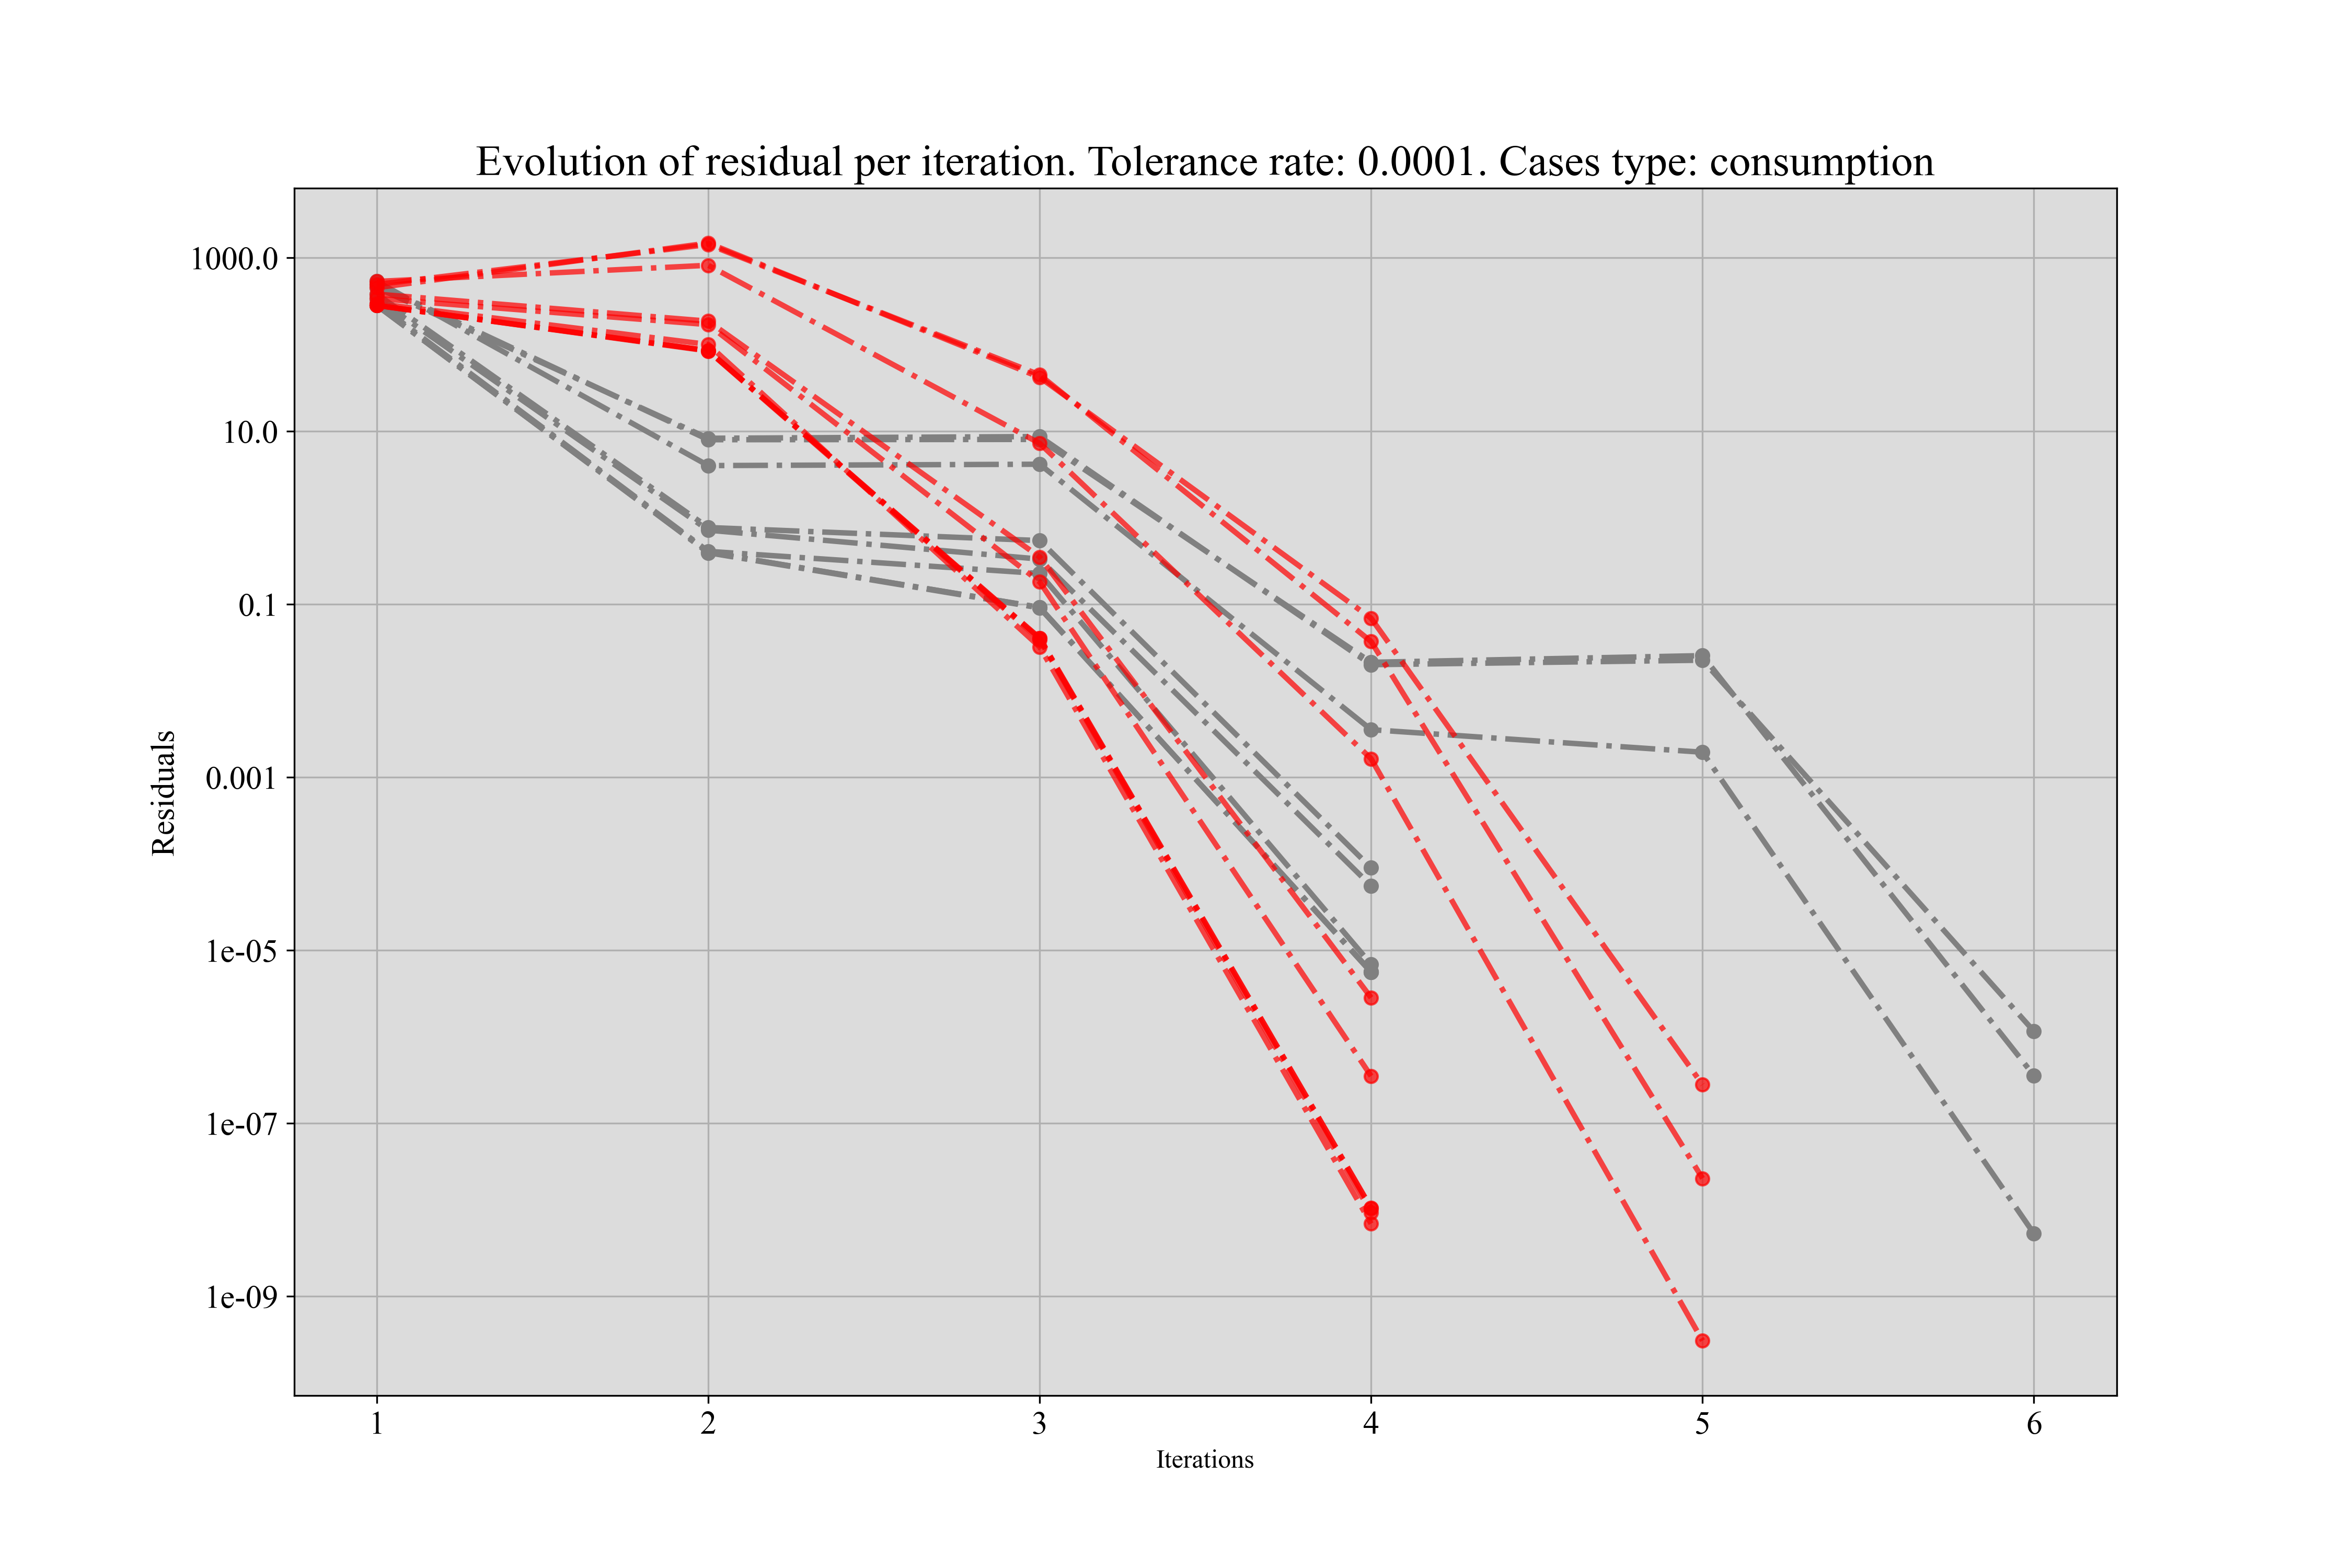 Evolution of residual per iteration. Tolerance rate: 0.0001. Cases type: consumption
1000.0
10.0
0.1
0.001
1e-05
1e-07
1e-09
Residuals
1 2 3 4 5 6
Iterations